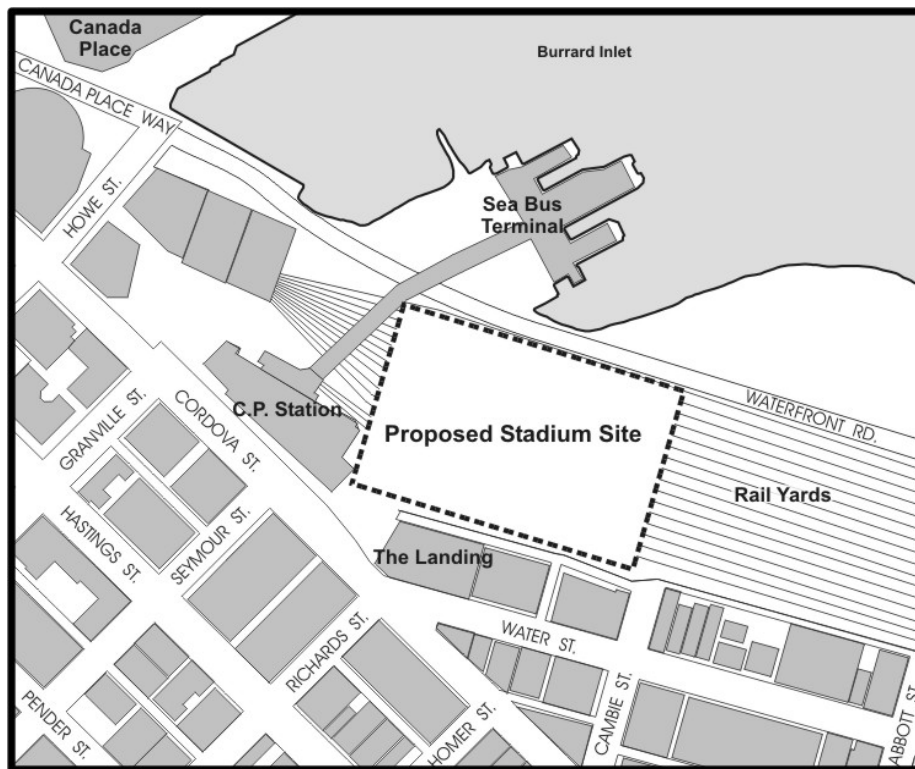 Canada
Place
Burrard Inlet
CANADA PLACE WAY
HOWE ST.
Sea Bus
Terminal
C.P. Station
WATERFRONT RD.
Proposed Stadium Site
Rail Yards
GRANVILLE ST.
CORDOVA ST.
HASTINGS ST.
SEYMOUR ST.
The Landing
WATER ST.
RICHARDS ST.
PENDER ST.
HOMER ST.
CAMBIE ST.
ABBOTT ST.